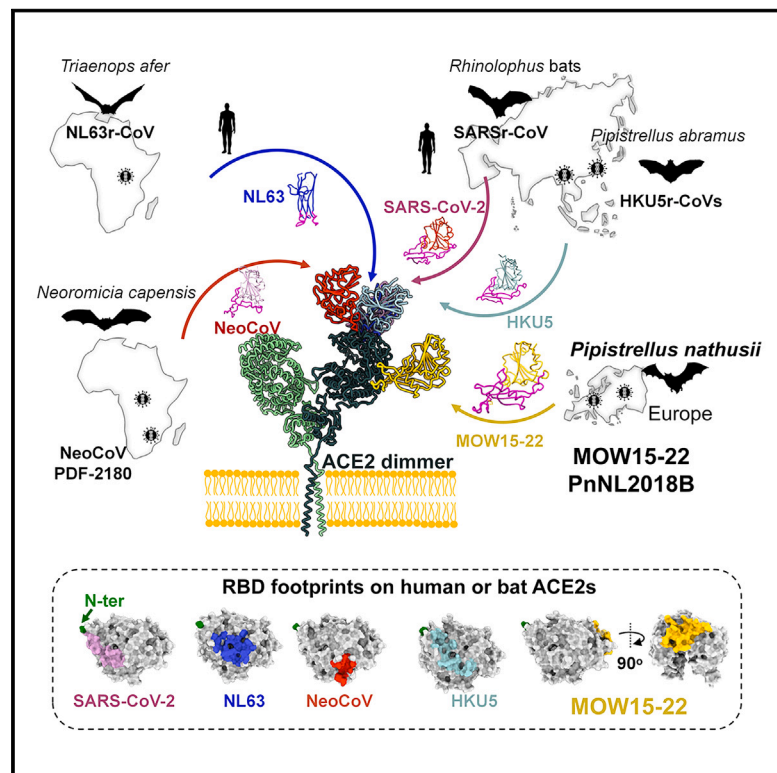 Triaenops afer
NL63r-CoV
Rhinolophus bats
SARSr-CoV
Pipistrellus abramus
HKU5r-CoVs
NL63
SARS-CoV-2
Neoromicia capensis
NeoCoV
HKU5
Pipistrellus nathusii
Europe
MOW15-22
NeoCoV
PDF-2180
ACE2 dimmer
MOW15-22
PnNL2018B
RBD footprints on human or bat ACE2s
N-ter
90o
SARS-CoV-2
NL63
NeoCoV
HKU5
MOW15-22